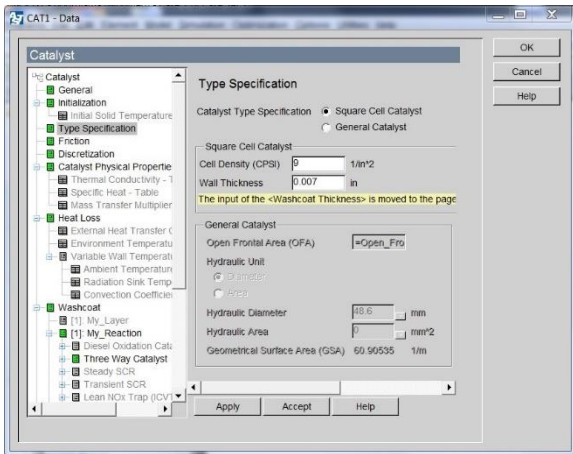 CAT1 - Data
OK
Cancel
Help
Catalyst
Catalyst
General
Initialization
Initial Solid Temperature
Type Specification
Friction
Discretization
Catalyst Physical Propertie
Thermal Conductivity - T
Specific Heat - Table
Mass Transfer Multiplier
Heat Loss
External Heat Transfer C
Environment Temperatu
Variable Wall Temperat
Ambient Temperature
Radiation Sink Temp
Convection Coefficie
Washcoat
[1]: My_Layer
[1]: My_Reaction
Diesel Oxidation Cata
Three Way Catalyst
Steady SCR
Transient SCR
Lean NOx Trap (ICVT
Type Specification
Catalyst Type Specification Square Cell Catalyst
General Catalyst
Square Cell Catalyst
Cell Density (CPSI) 9 1/in^2
Wall Thickness 0.007 in
The input of the <Washcoat Thickness> is moved to the page
General Catalyst
Open Frontal Area (OFA) =Open_Fro
Hydraulic Unit
Diameter
Area
Hydraulic Diameter 48.6 mm
Hydraulic Area 0 mm^2
Geometrical Surface Area (GSA) 60.90535 1/m
Apply Accept Help